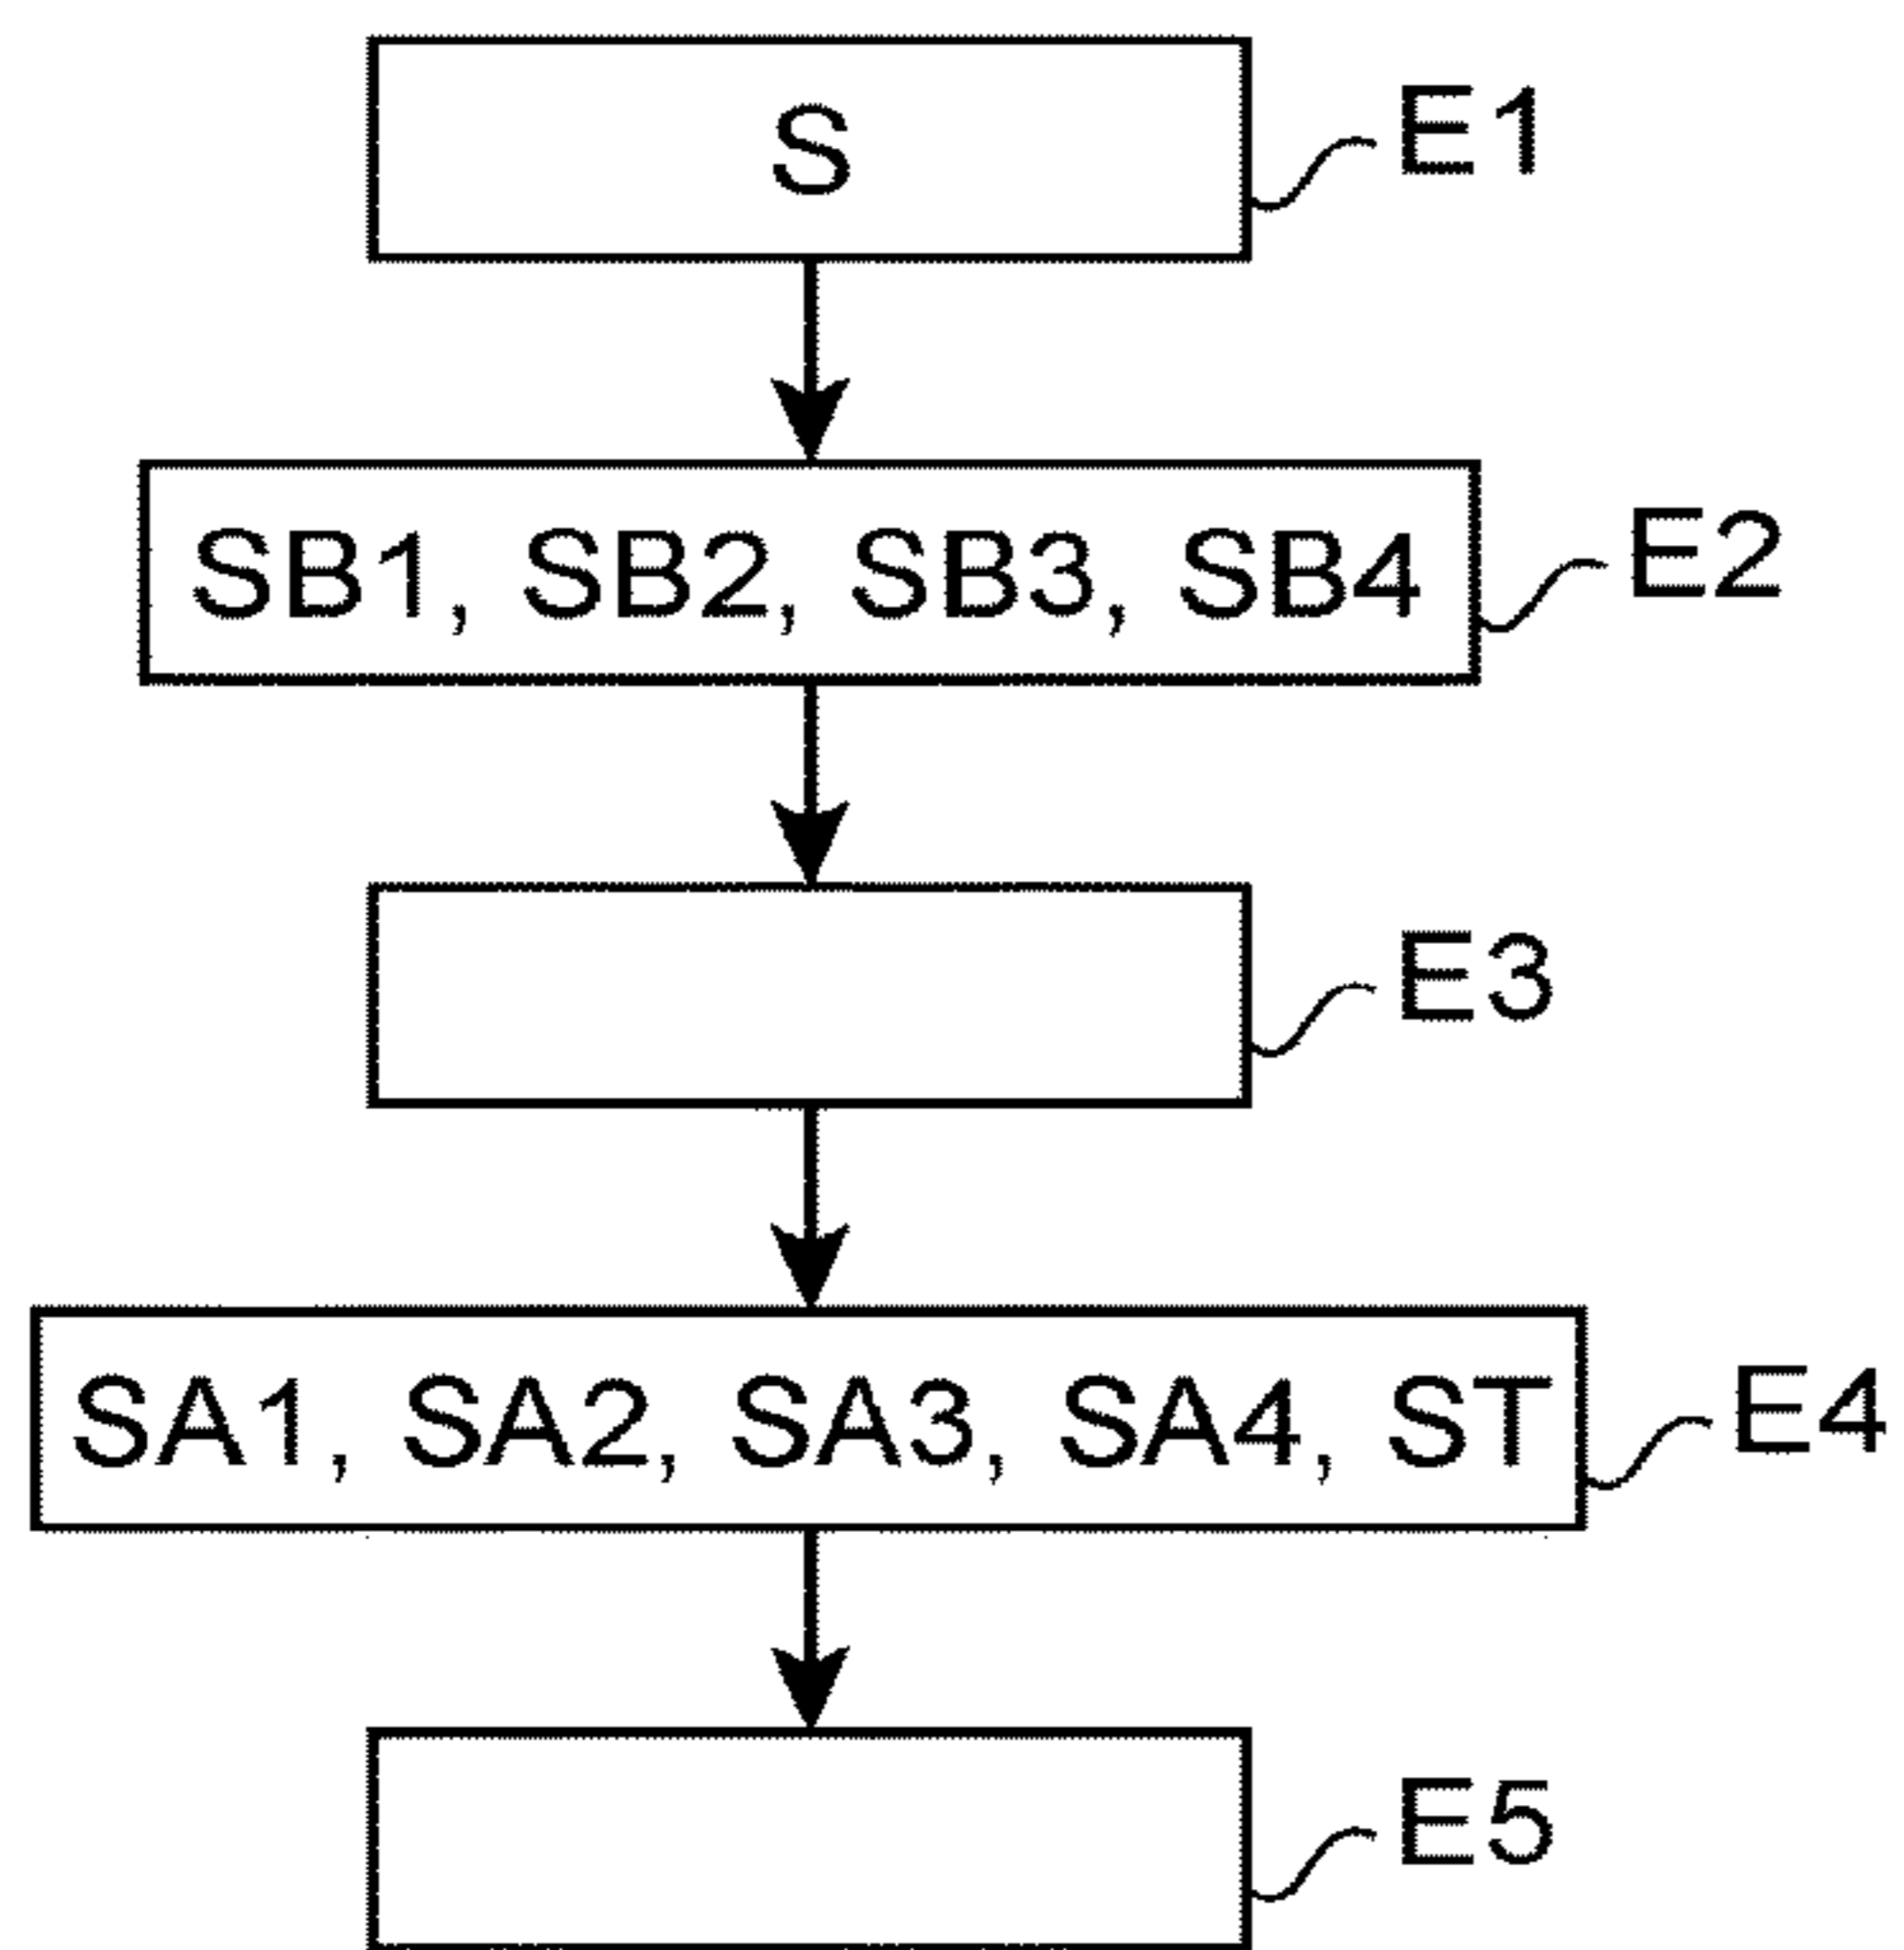 S E1
SB1, SB2, SB3, SB4 E2
E3
SA1, SA2, SA3, SA4, ST E4
E5